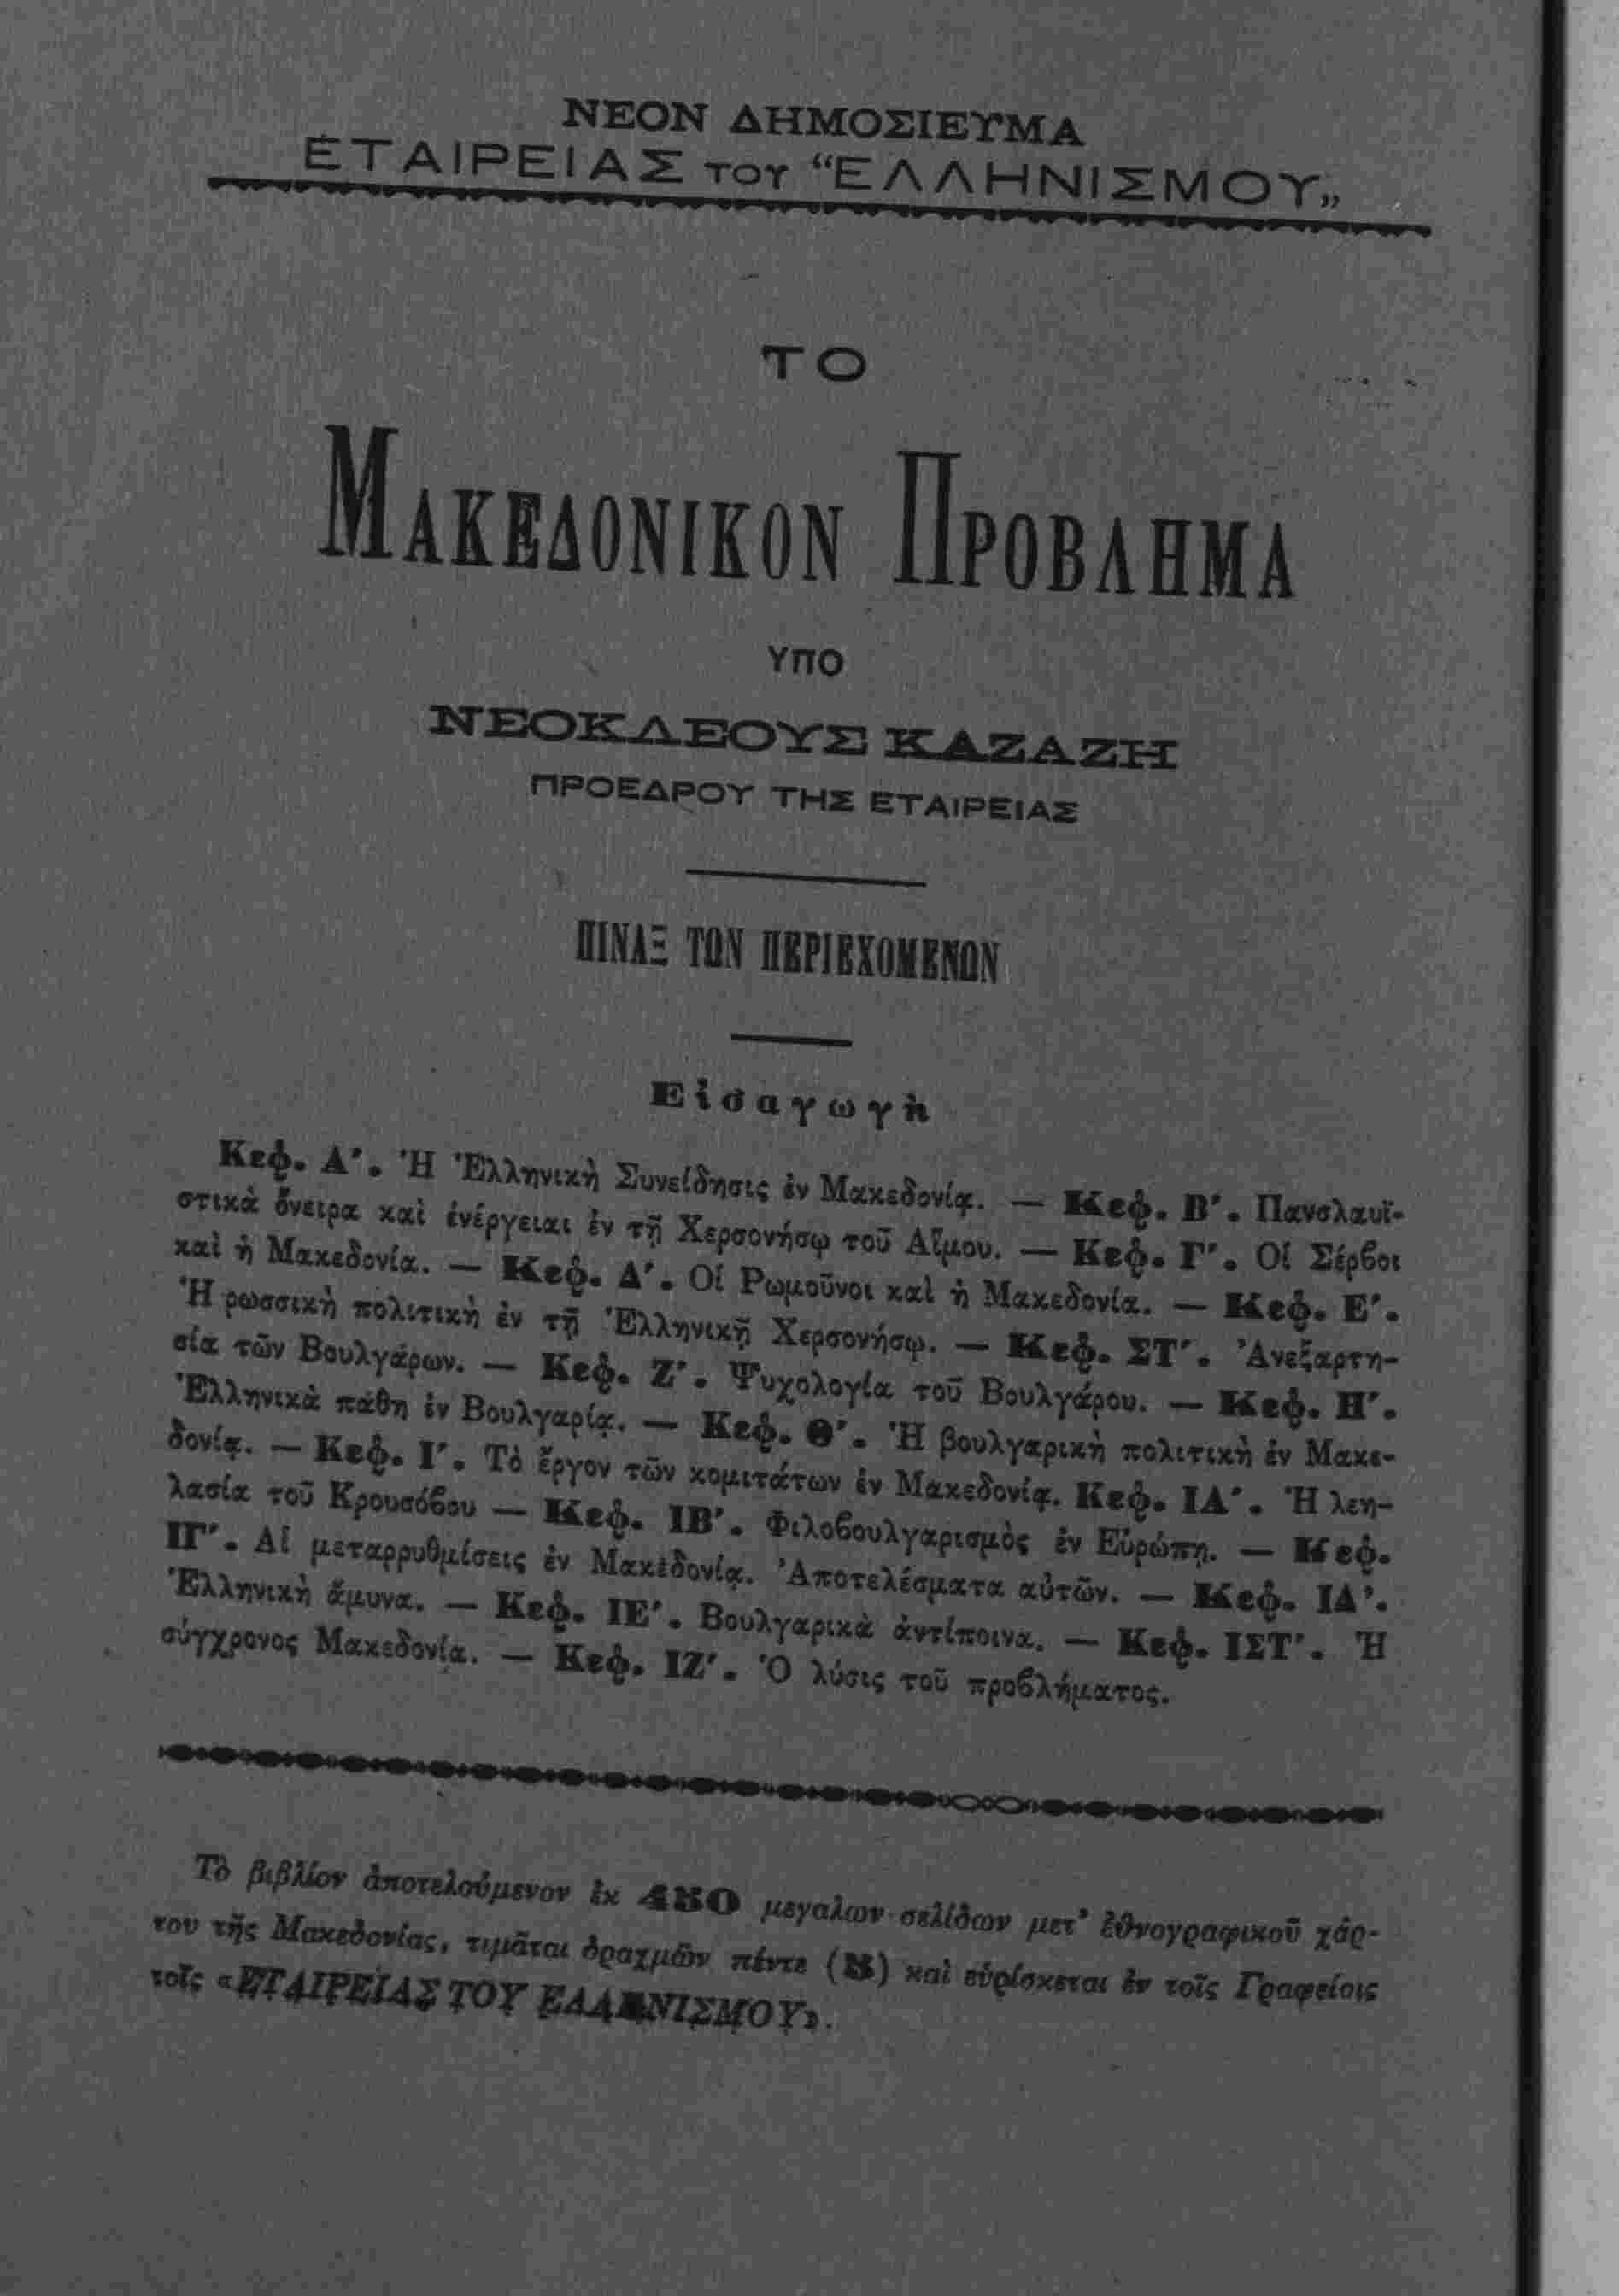 ΝΕΟΝ ΔΗΜΟΣΙΕΥΜΑ
ΕΤΑΙΡΕΙΑΣ ΤΟΥ “ΕΛΛΗΝΙΣΜΟΥ„
ΤΟ
ΜΑΚΕΔΟΝΙΚΟΝ ΠΡΟΒΛΗΜΑ
ΥΠΟ
ΝΕΟΚΛΕΟΥΣ ΚΑΖΑΖΗ
ΠΡΟΕΔΡΟΥ ΤΗΣ ΕΤΑΙΡΕΙΑΣ
ΠΙΝΑΞ ΤΩΝ ΠΕΡΙΕΧΟΜΕΝΩΝ
Εἰσαγωγὴ
Κεφ. Α΄. Ἡ Ἑλληνικὴ Συνείδησις ἐν Μακεδονίᾳ. — Κεφ. Β΄. Πανσλαυϊ-
στικὰ ὄνειρα καὶ ἐνέργειαι ἐν τῇ Χερσονήσῳ τοῦ Αἵμου. — Κεφ. Γ΄. Οἱ Σέρβοι
καὶ ἡ Μακεδονία. — Κεφ. Δ΄. Οἱ Ρωμοῦνοι καὶ ἡ Μακεδονία. — Κεφ. Ε΄.
Ἡ ρωσσικὴ πολιτικὴ ἐν τῇ Ἑλληνικῇ Χερσονήσῳ. — Κεφ. ΣΤ΄. Ἀνεξαρτη-
σία τῶν Βουλγάρων. — Κεφ. Ζ΄. Ψυχολογία τοῦ Βουλγάρου. — Κεφ. Η΄.
Ἑλληνικὰ πάθη ἐν Βουλγαρίᾳ. — Κεφ. Θ΄. Ἡ βουλγαρικὴ πολιτικὴ ἐν Μακε-
δονίᾳ. — Κεφ. Ι΄. Τὸ ἔργον τῶν κομιτάτων ἐν Μακεδονίᾳ. Κεφ. ΙΑ΄. Ἡ λεη-
λασία τοῦ Κρουσόβου — Κεφ. ΙΒ΄. Φιλοβουλγαρισμὸς ἐν Εὐρώπῃ. — Κεφ.
ΙΓ΄. Αἱ μεταρρυθμίσεις ἐν Μακεδονίᾳ. Ἀποτελέσματα αὐτῶν. — Κεφ. ΙΔ΄.
Ἑλληνικὴ ἄμυνα. — Κεφ. ΙΕ΄. Βουλγαρικὰ ἀντίποινα. — Κεφ. ΙΣΤ΄. Ἡ
σύγχρονος Μακεδονία. — Κεφ. ΙΖ΄. Ὁ λύσις τοῦ προβλήματος.
Τὸ βιβλίον ἀποτελούμενον ἐκ 450 μεγαλων σελίδων μετ’ ἐθνογραφικοῦ χάρ-
του τῆς Μακεδονίας, τιμᾶται δραχμῶν πέντε (5) καὶ εὑρίσκεται ἐν τοῖς Γραφείοις
τοῖς «ΕΤΑΙΡΕΙΑΣ ΤΟΥ ΕΛΛΗΝΙΣΜΟΥ».